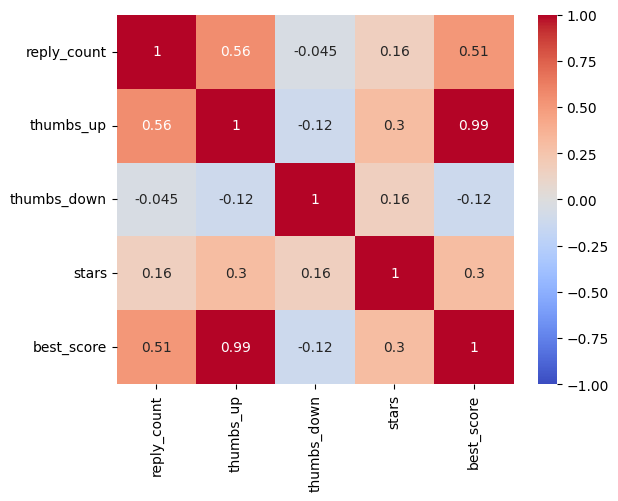 reply_count 1 0.56 -0.045 0.16 0.51
thumbs_up 0.56 1 -0.12 0.3 0.99
thumbs_down -0.045 -0.12 1 0.16 -0.12
stars 0.16 0.3 0.16 1 0.3
best_score 0.51 0.99 -0.12 0.3 1
reply_count thumbs_up thumbs_down stars best_score
1.00
0.75
0.50
0.25
0.00
−0.25
−0.50
−0.75
−1.00